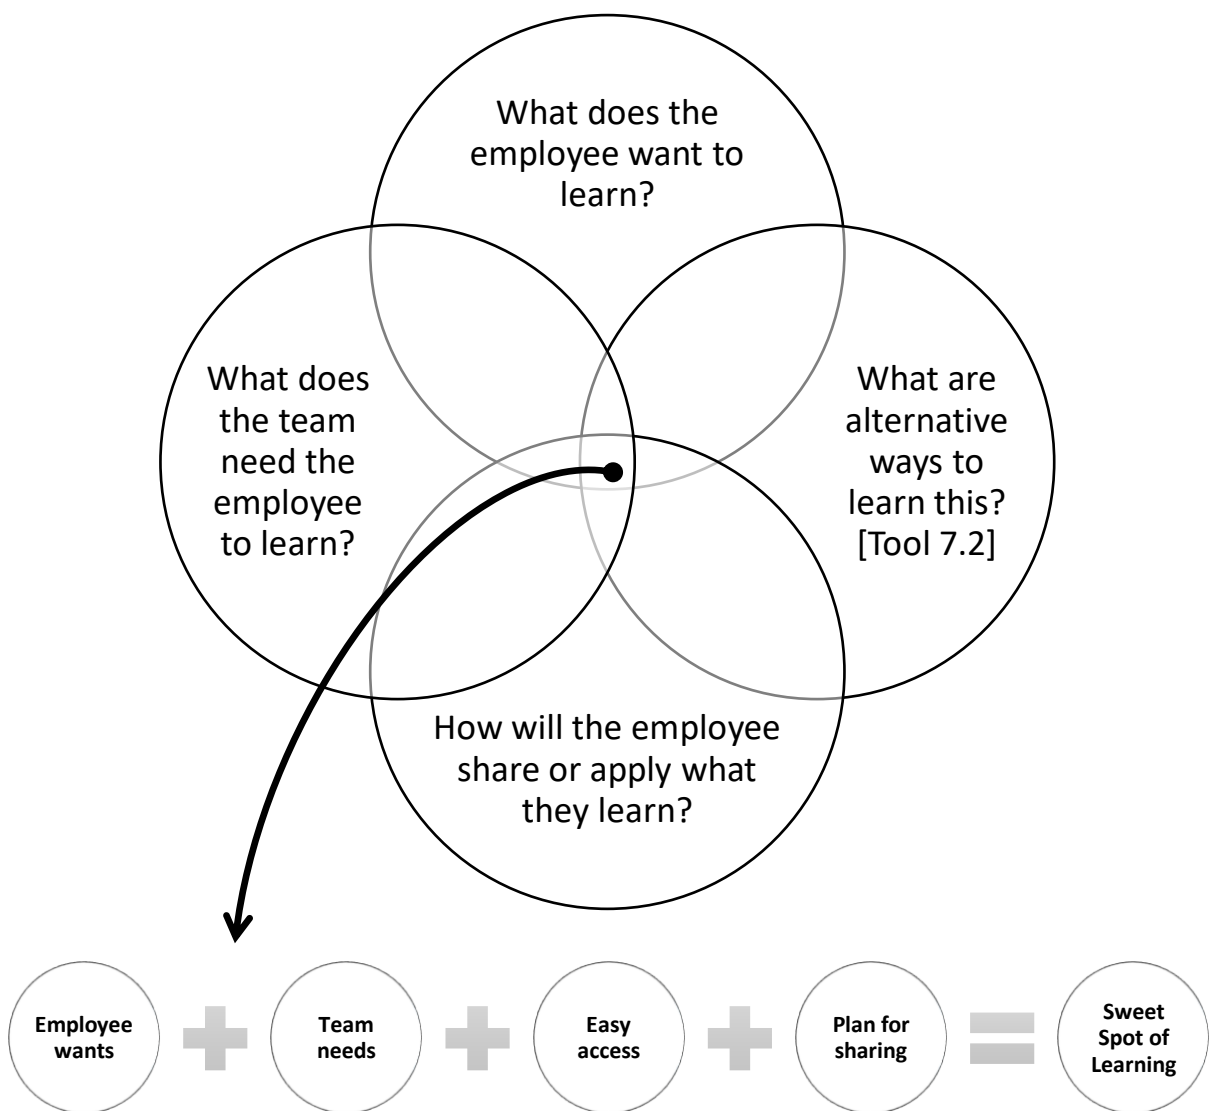 What does the
employee want to
learn?
What does
the team
need the
employee
to learn?
What are
alternative
ways to
learn this?
[Tool 7.2]
How will the employee
share or apply what
they learn?
Employee
wants
Team
needs
Easy
access
Plan for
sharing
Sweet
Spot of
Learning